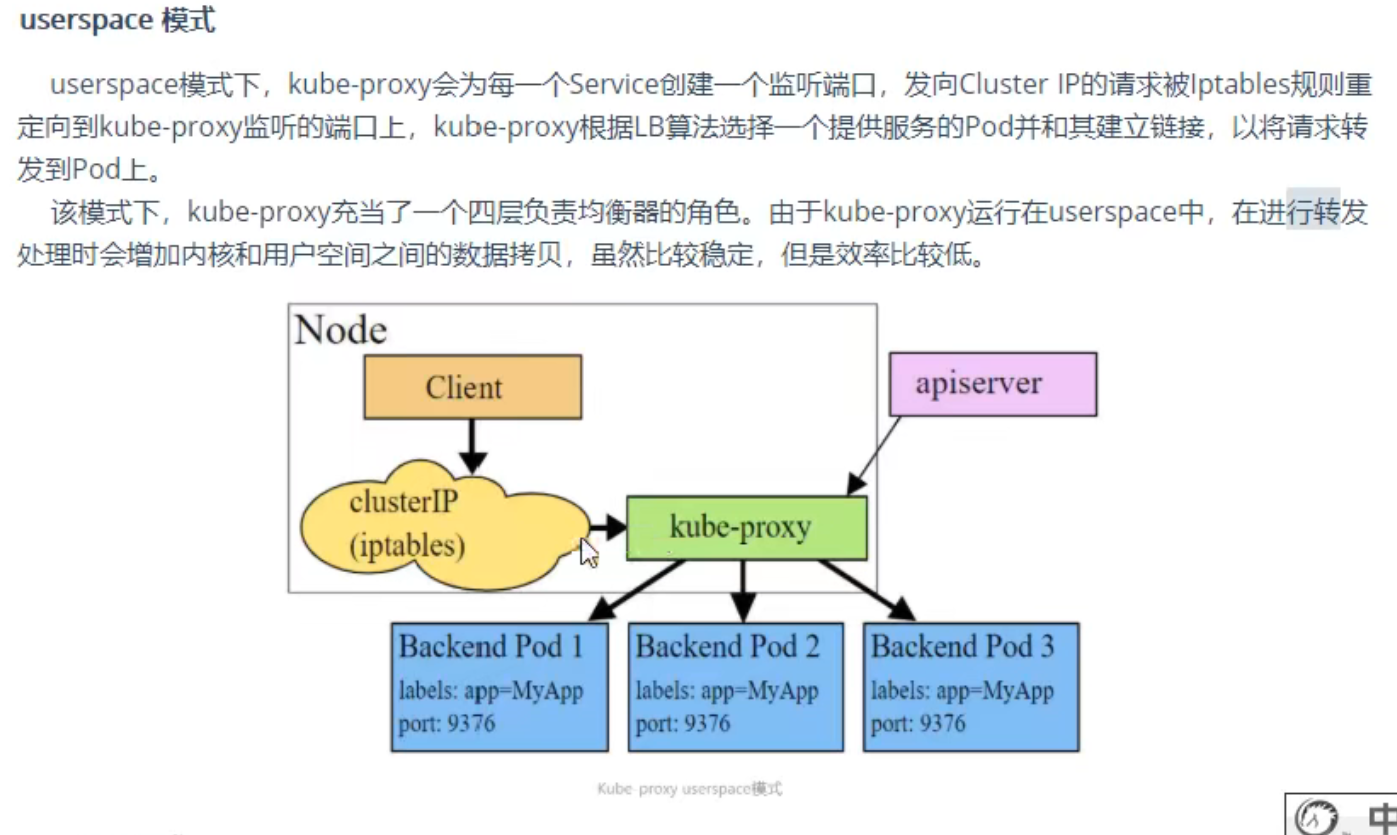 userspace 模式
userspace模式下，kube-proxy会为每一个Service创建一个监听端口，发向Cluster IP的请求被Iptables规则重
定向到kube-proxy监听的端口上，kube-proxy根据LB算法选择一个提供服务的Pod并和其建立链接，以将请求转
发到Pod上。
该模式下，kube-proxy充当了一个四层负责均衡器的角色。由于kube-proxy运行在userspace中，在进行转发
处理时会增加内核和用户空间之间的数据拷贝，虽然比较稳定，但是效率比较低。
Node
Client
apiserver
clusterIP
(iptables)
kube-proxy
Backend Pod 1
labels: app=MyApp
port: 9376
Backend Pod 2
labels: app=MyApp
port: 9376
Backend Pod 3
labels: app=MyApp
port: 9376
Kube-proxy userspace模式
中